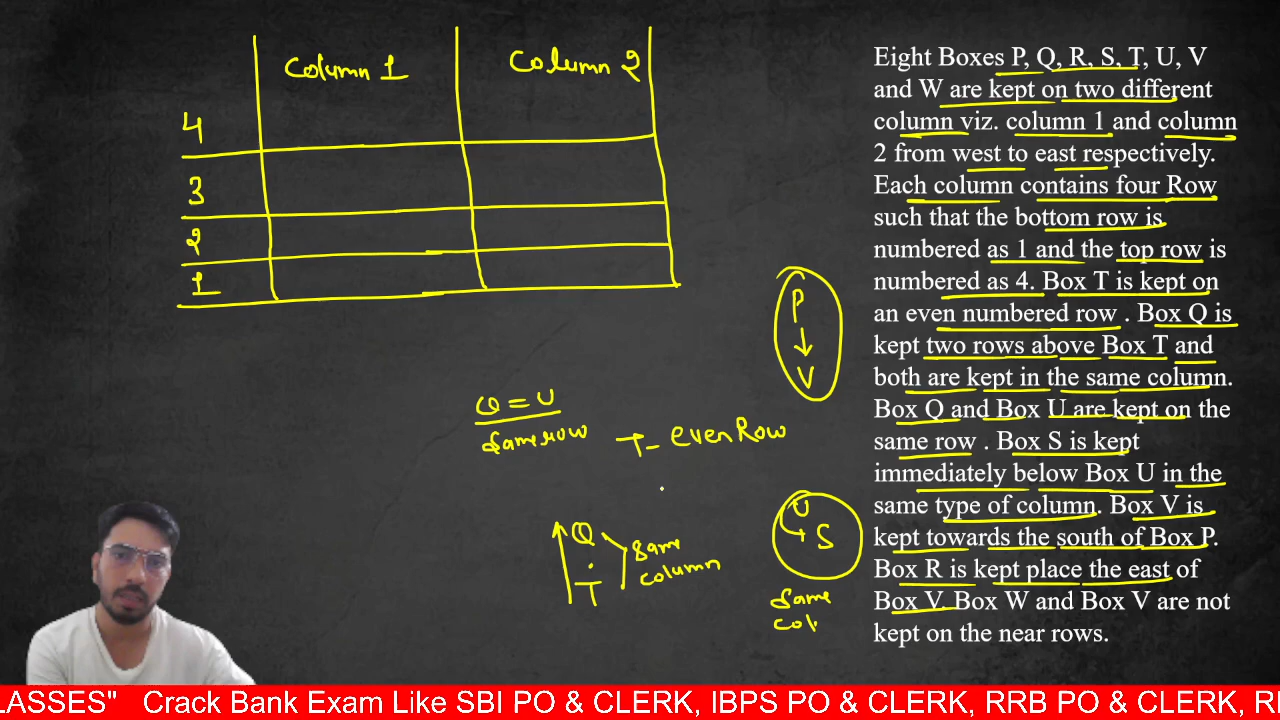 Column 1 Column 2
4
3
2
1
Eight Boxes P, Q, R, S, T, U, V
and W are kept on two different
column viz. column 1 and column
2 from west to east respectively.
Each column contains four Row
such that the bottom row is
numbered as 1 and the top row is
numbered as 4. Box T is kept on
an even numbered row . Box Q is
kept two rows above Box T and
both are kept in the same column.
Box Q and Box U are kept on the
same row . Box S is kept
immediately below Box U in the
same type of column. Box V is
kept towards the south of Box P.
Box R is kept place the east of
Box V. Box W and Box V are not
kept on the near rows.
P
V
Q = U
same row
T - even Row
Q
T
same
column
U
S
same
col
LASSES" Crack Bank Exam Like SBI PO & CLERK, IBPS PO & CLERK, RRB PO & CLERK, RI